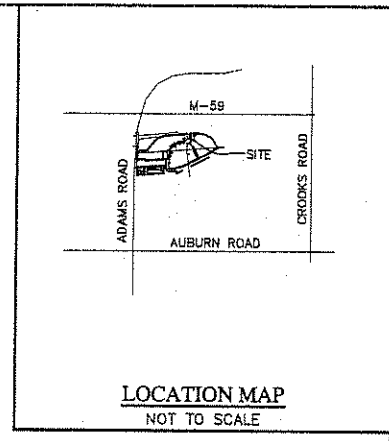 M-59
SITE
ADAMS ROAD
CROOKS ROAD
AUBURN ROAD
LOCATION MAP
NOT TO SCALE